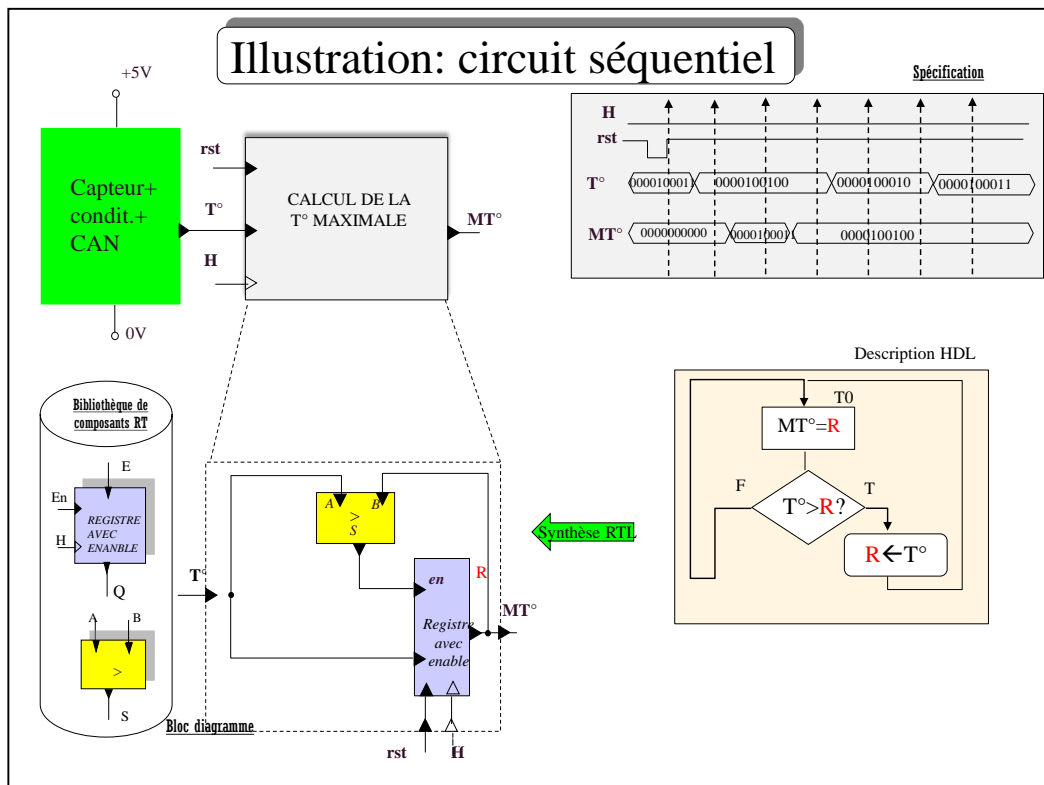 Illustration: circuit séquentiel
+5V
Capteur+
condit.+
CAN
0V
rst
T°
H
CALCUL DE LA
T° MAXIMALE
MT°
Spécification
H
rst
T°
0000100011
0000100100
0000100010
0000100011
MT°
0000000000
0000100011
0000100100
Description HDL
T0
MT°=R
F
T°>R?
T
R←T°
Synthèse RTL
Bibliothèque de
composants RT
E
En
H
REGISTRE
AVEC
ENANBLE
Q
A
B
>
S
T°
A
B
>
S
R
en
Registre
avec
enable
MT°
Bloc diagramme
rst
H